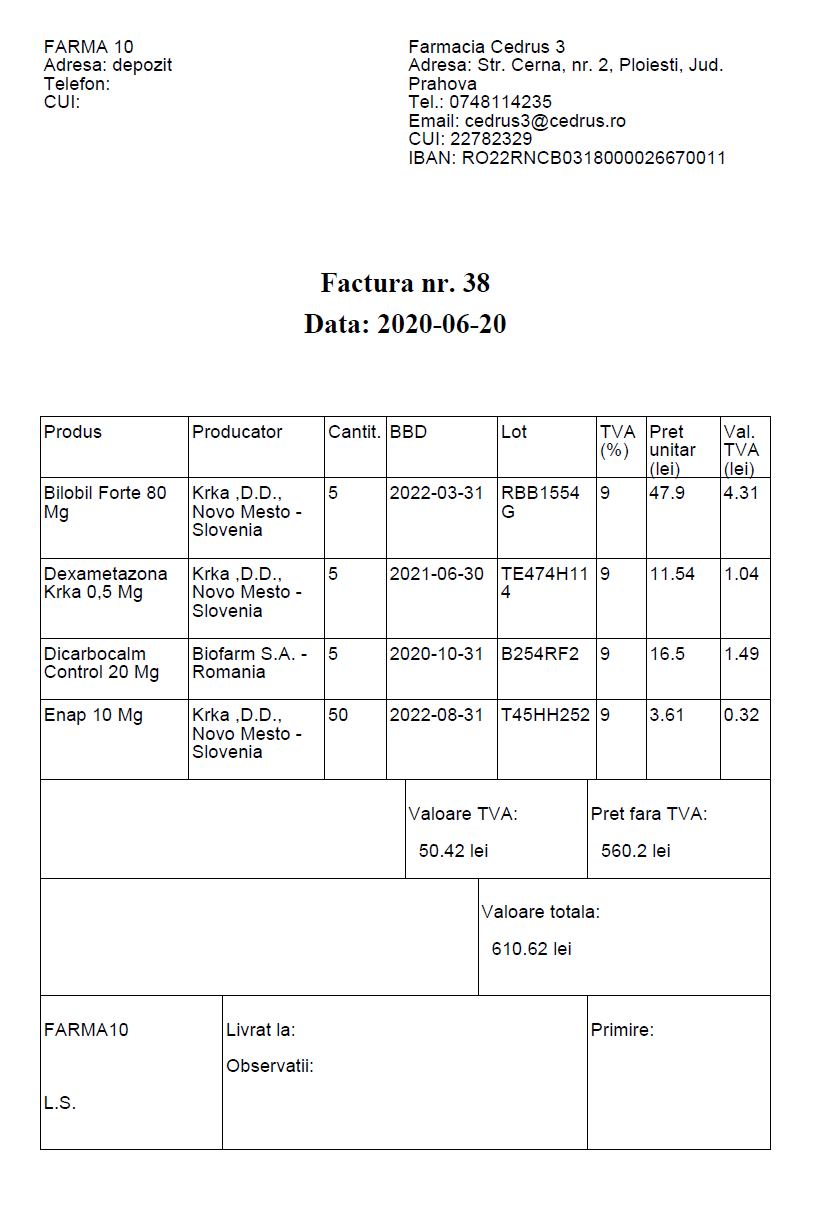 FARMA 10
Adresa: depozit
Telefon:
CUI:
Farmacia Cedrus 3
Adresa: Str. Cerna, nr. 2, Ploiesti, Jud.
Prahova
Tel.: 0748114235
Email: cedrus3@cedrus.ro
CUI: 22782329
IBAN: RO22RNCB0318000026670011
Factura nr. 38
Data: 2020-06-20
Produs Producator Cantit. BBD Lot TVA Pret Val.
(%) unitar TVA
(lei) (lei)
Bilobil Forte 80 Krka ,D.D., 5 2022-03-31 RBB1554 9 47.9 4.31
Mg Novo Mesto - G
Slovenia
Dexametazona Krka ,D.D., 5 2021-06-30 TE474H11 9 11.54 1.04
Krka 0,5 Mg Novo Mesto - 4
Slovenia
Dicarbocalm Biofarm S.A. - 5 2020-10-31 B254RF2 9 16.5 1.49
Control 20 Mg Romania
Enap 10 Mg Krka ,D.D., 50 2022-08-31 T45HH252 9 3.61 0.32
Novo Mesto -
Slovenia
Valoare TVA: Pret fara TVA:
50.42 lei 560.2 lei
Valoare totala:
610.62 lei
FARMA10 Livrat la: Primire:
Observatii:
L.S.